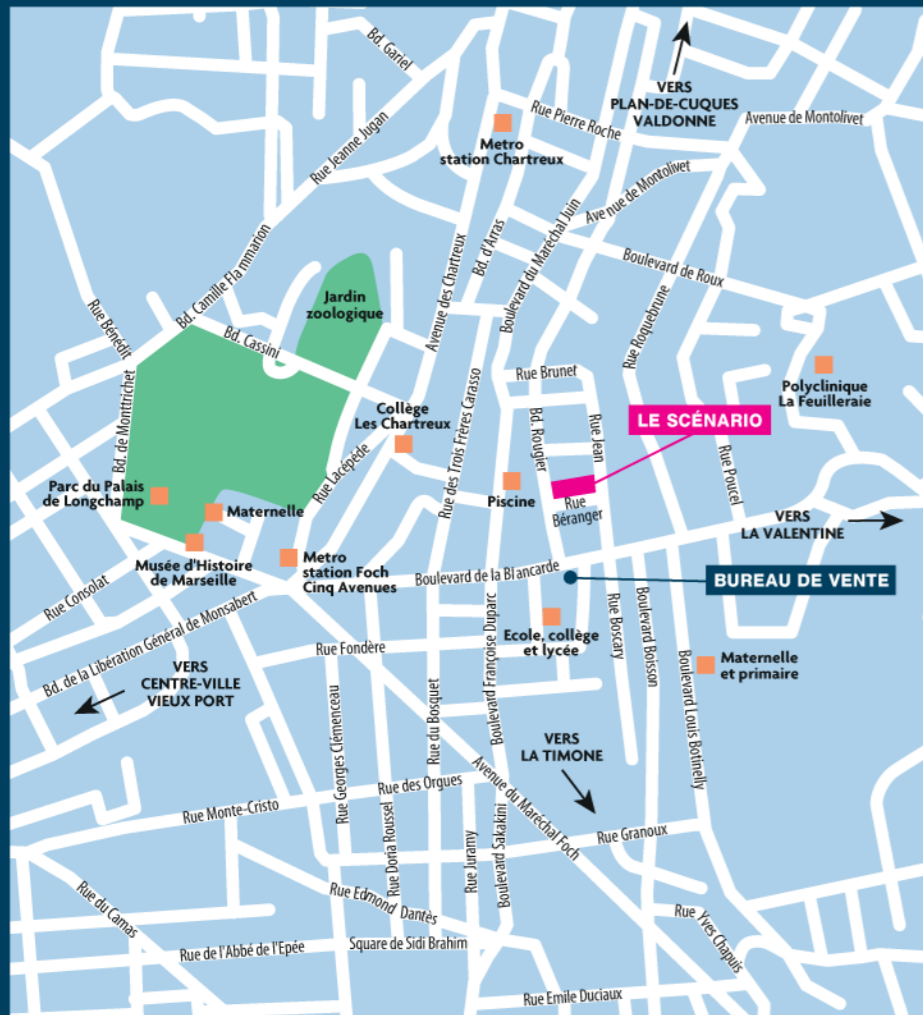 Bd. Gariel
VERS
PLAN-DE-CUQUES
VALDONNE
Rue Pierre Roche
Avenue de Montolivet
Metro
station Chartreux
Rue Jeanne Jugan
Avenue de Montolivet
Boulevard du Maréchal Juin
Bd. d'Arras
Boulevard de Roux
Bd. Camille Flammarion
Avenue des Chartreux
Jardin
zoologique
Rue Bénédit
Bd. Cassini
Rue Roquebrune
Rue Brunet
Polyclinique
La Feuilleraie
Bd. de Monttrichet
Collège
Les Chartreux
Rue des Trois Frères Carasso
Bd. Rougier
Rue Jean
LE SCÉNARIO
Rue Lacépède
Rue Poucel
Parc du Palais
de Longchamp
Maternelle
Piscine
Rue
Béranger
VERS
LA VALENTINE
Musée d'Histoire
de Marseille
Metro
station Foch
Cinq Avenues
Boulevard de la Blancarde
BUREAU DE VENTE
Rue Consolat
Bd. de la Libération Général de Monsabert
Ecole, collège
et lycée
Rue Boscary
Boulevard Boisson
Boulevard Françoise Duparc
Rue Fondère
Maternelle
et primaire
VERS
CENTRE-VILLE
VIEUX PORT
Rue Georges Clémenceau
Rue du Bosquet
Boulevard Louis Botinelly
VERS
LA TIMONE
Avenue du Maréchal Foch
Rue des Orgues
Rue Monte-Cristo
Rue Doria Roussel
Rue Juramy
Boulevard Sakakini
Rue Granoux
Rue du Camas
Rue Edmond Dantès
Rue Yves Chapuis
Rue de l'Abbé de l'Epée
Square de Sidi Brahim
Rue Emile Duciaux